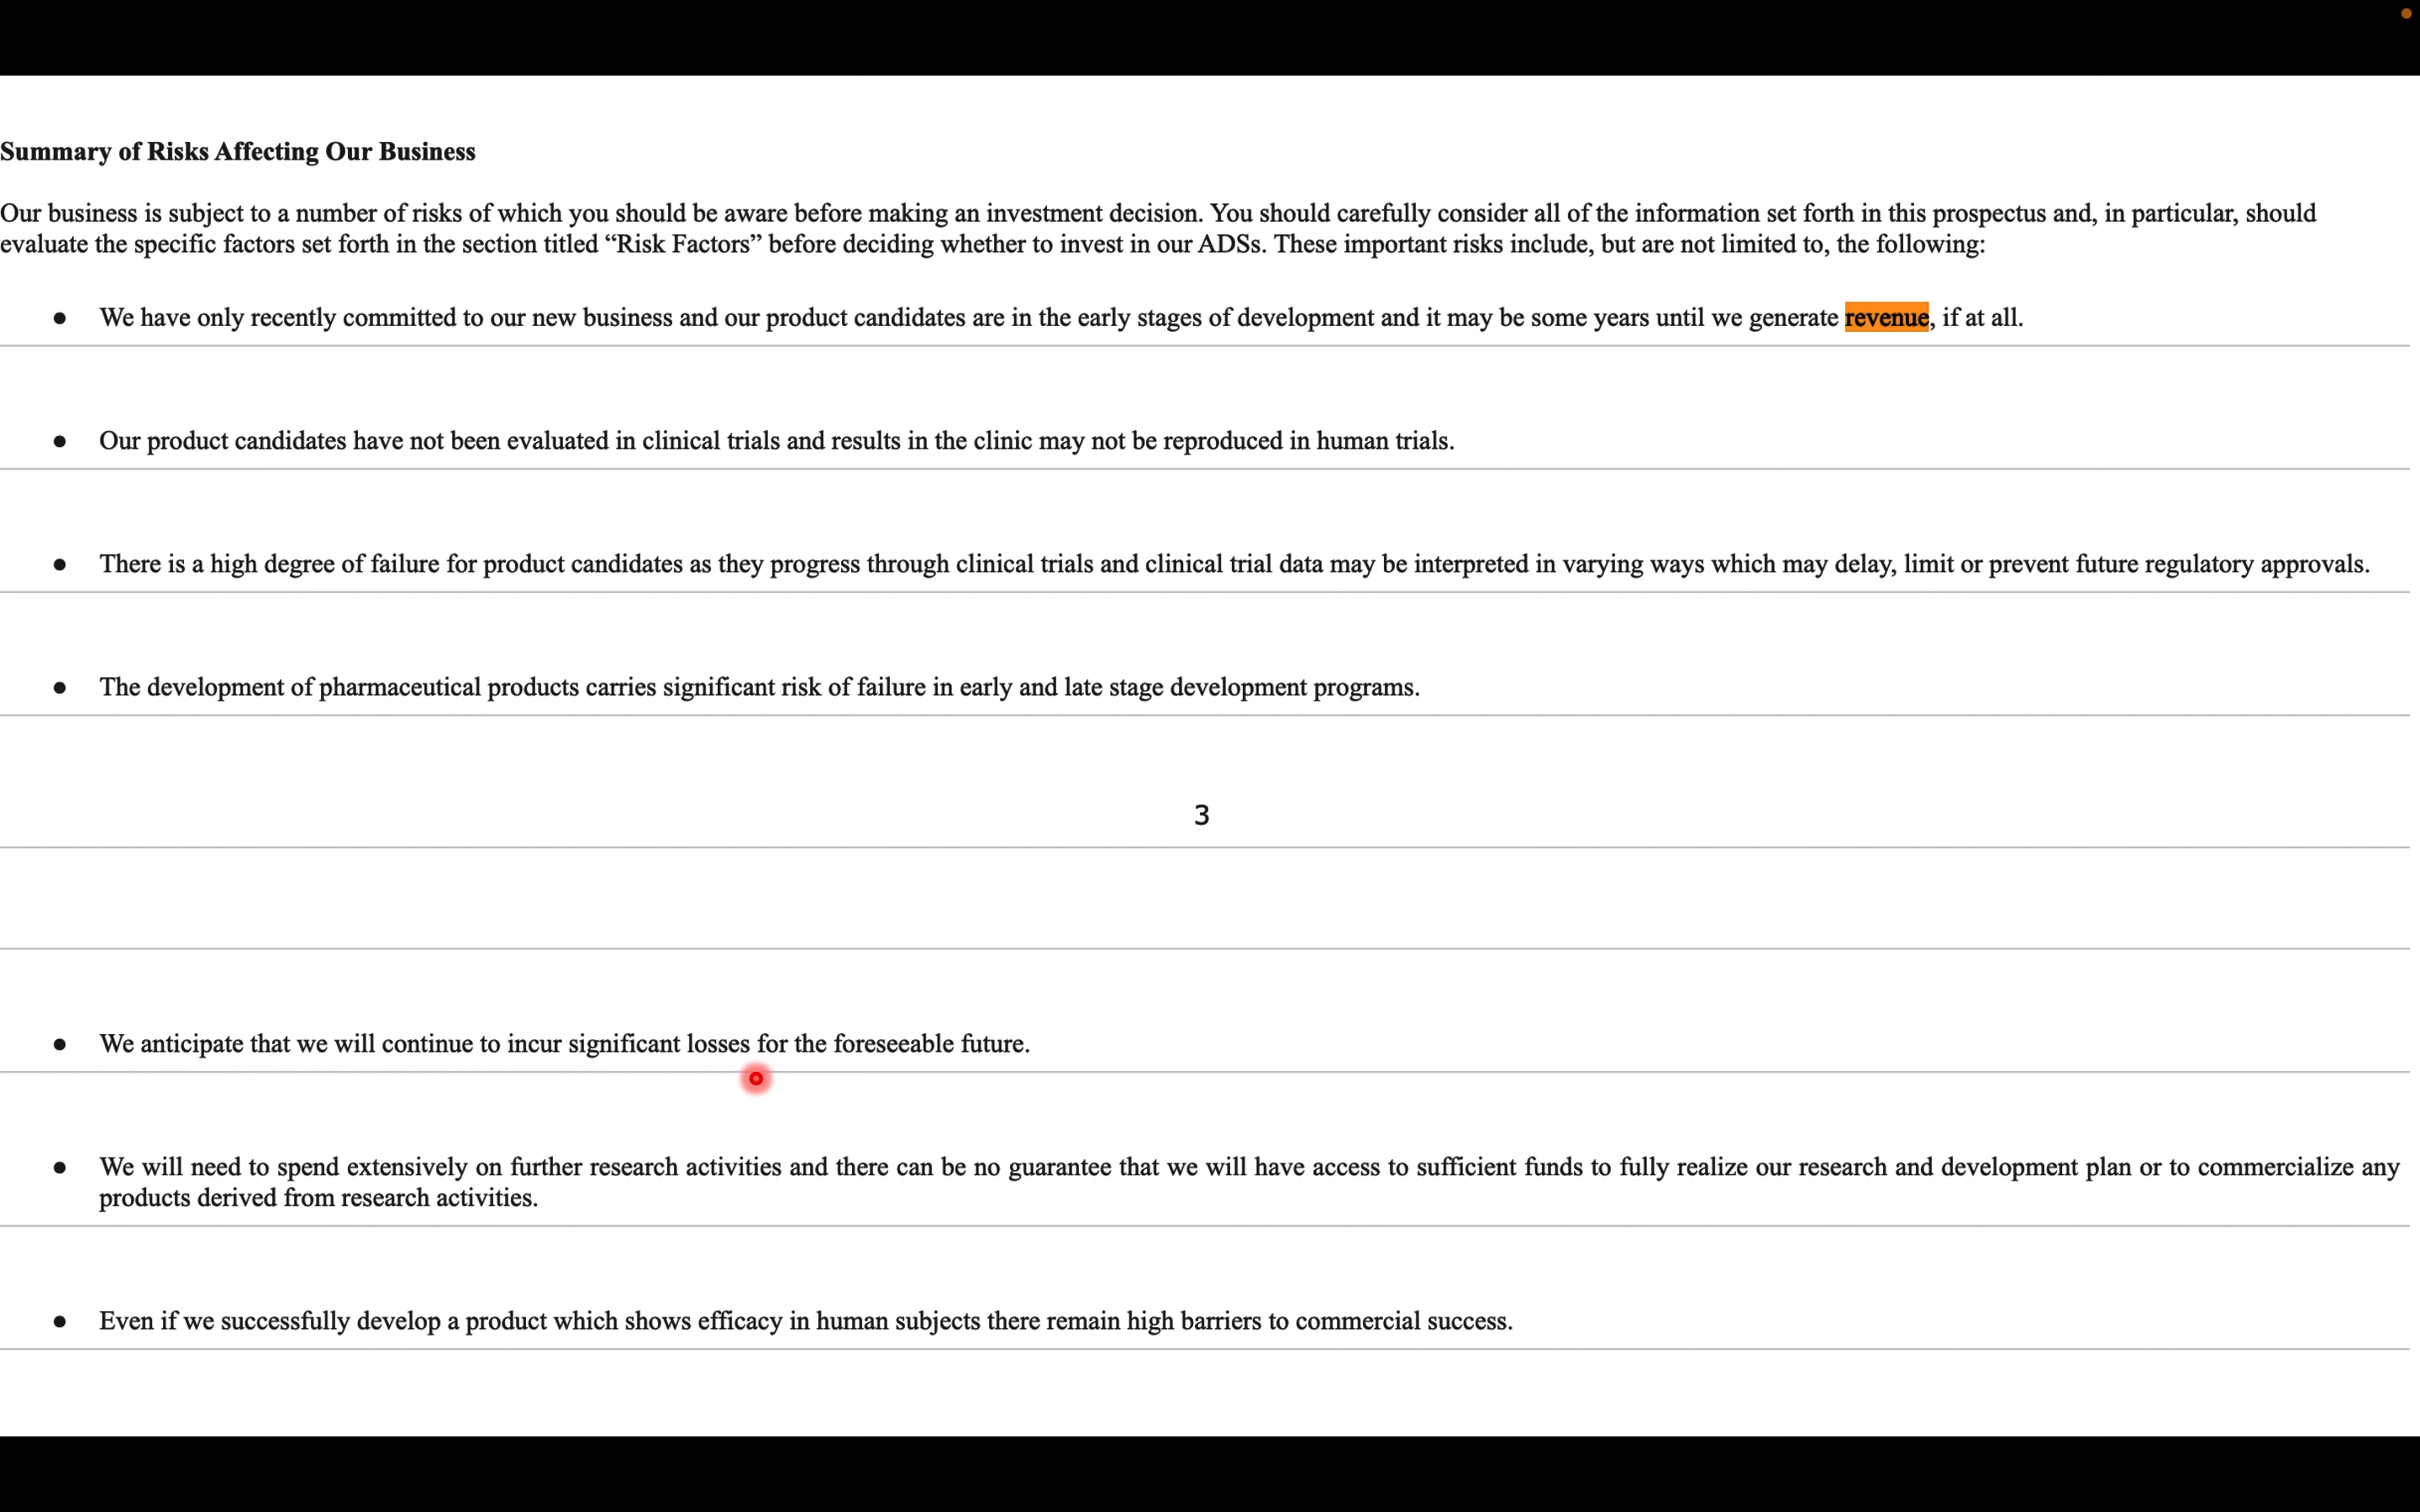 Summary of Risks Affecting Our Business
Our business is subject to a number of risks of which you should be aware before making an investment decision. You should carefully consider all of the information set forth in this prospectus and, in particular, should
evaluate the specific factors set forth in the section titled “Risk Factors” before deciding whether to invest in our ADSs. These important risks include, but are not limited to, the following:
● We have only recently committed to our new business and our product candidates are in the early stages of development and it may be some years until we generate revenue, if at all.
● Our product candidates have not been evaluated in clinical trials and results in the clinic may not be reproduced in human trials.
● There is a high degree of failure for product candidates as they progress through clinical trials and clinical trial data may be interpreted in varying ways which may delay, limit or prevent future regulatory approvals.
● The development of pharmaceutical products carries significant risk of failure in early and late stage development programs.
3
● We anticipate that we will continue to incur significant losses for the foreseeable future.
● We will need to spend extensively on further research activities and there can be no guarantee that we will have access to sufficient funds to fully realize our research and development plan or to commercialize any
products derived from research activities.
● Even if we successfully develop a product which shows efficacy in human subjects there remain high barriers to commercial success.